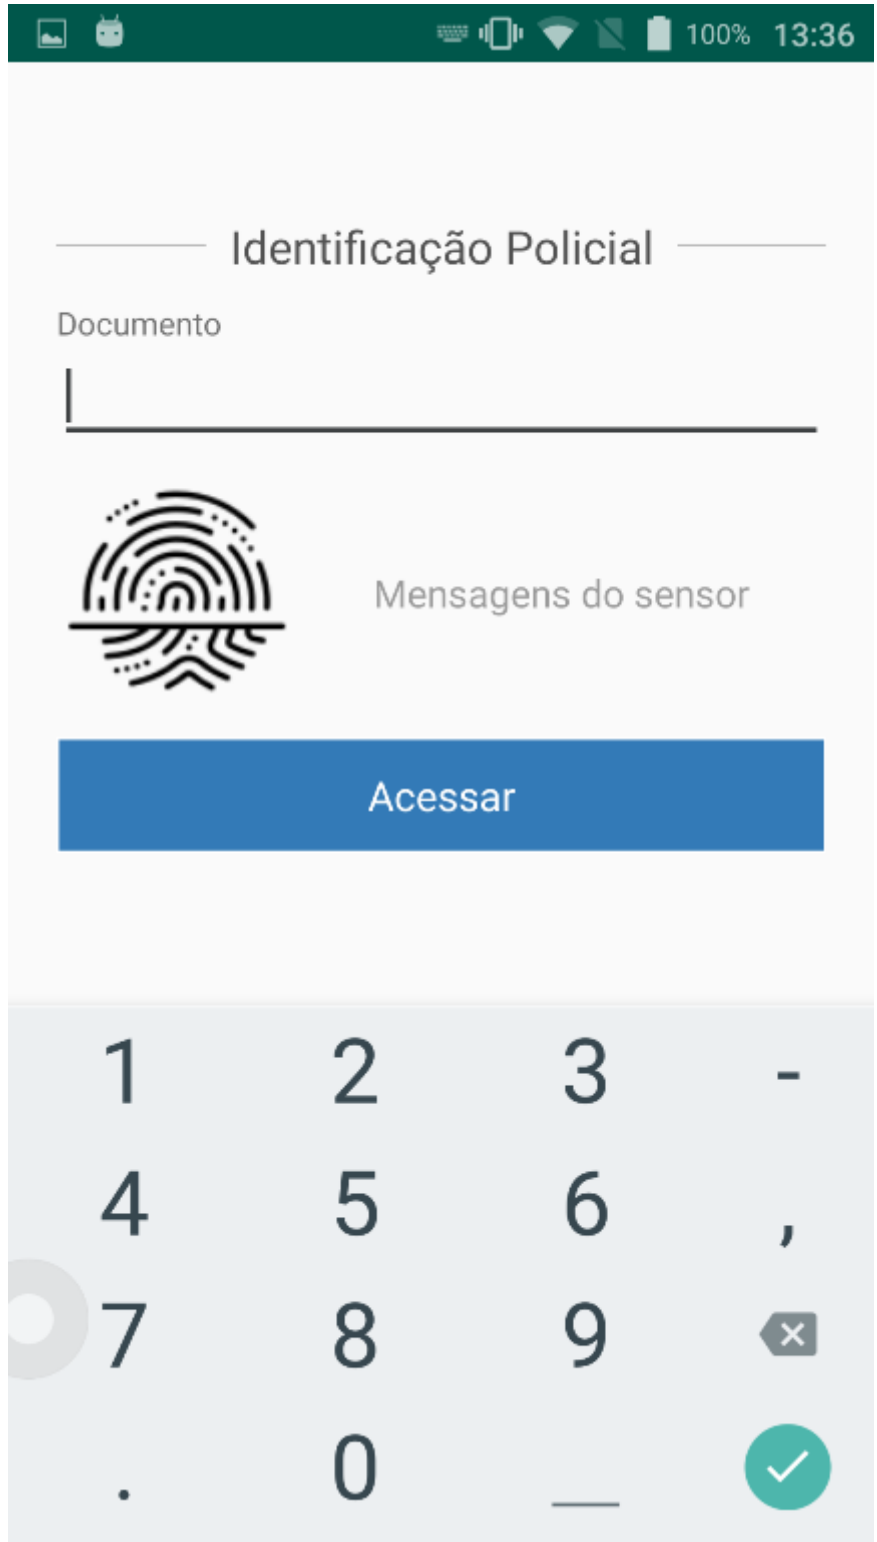 100% 13:36
Identificação Policial
Documento
Mensagens do sensor
Acessar
1 2 3 -
4 5 6 ,
7 8 9
. 0 _